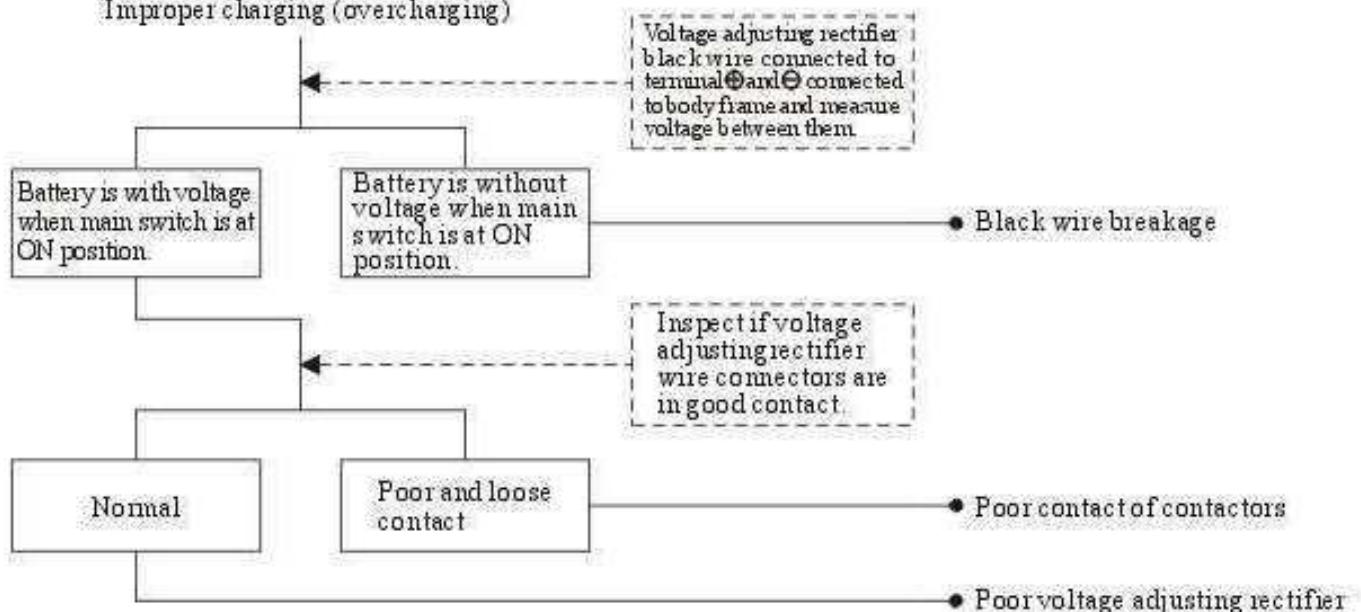 Improper charging (overcharging)
Voltage adjusting rectifier
black wire connected to
terminal⊕and⊖ connected
to body frame and measure
voltage between them.
Battery is with voltage
when main switch is at
ON position.
Battery is without
voltage when main
switch is at ON
position.
Black wire breakage
Inspect if voltage
adjusting rectifier
wire connectors are
in good contact.
Normal
Poor and loose
contact
Poor contact of contactors
Poor voltage adjusting rectifier